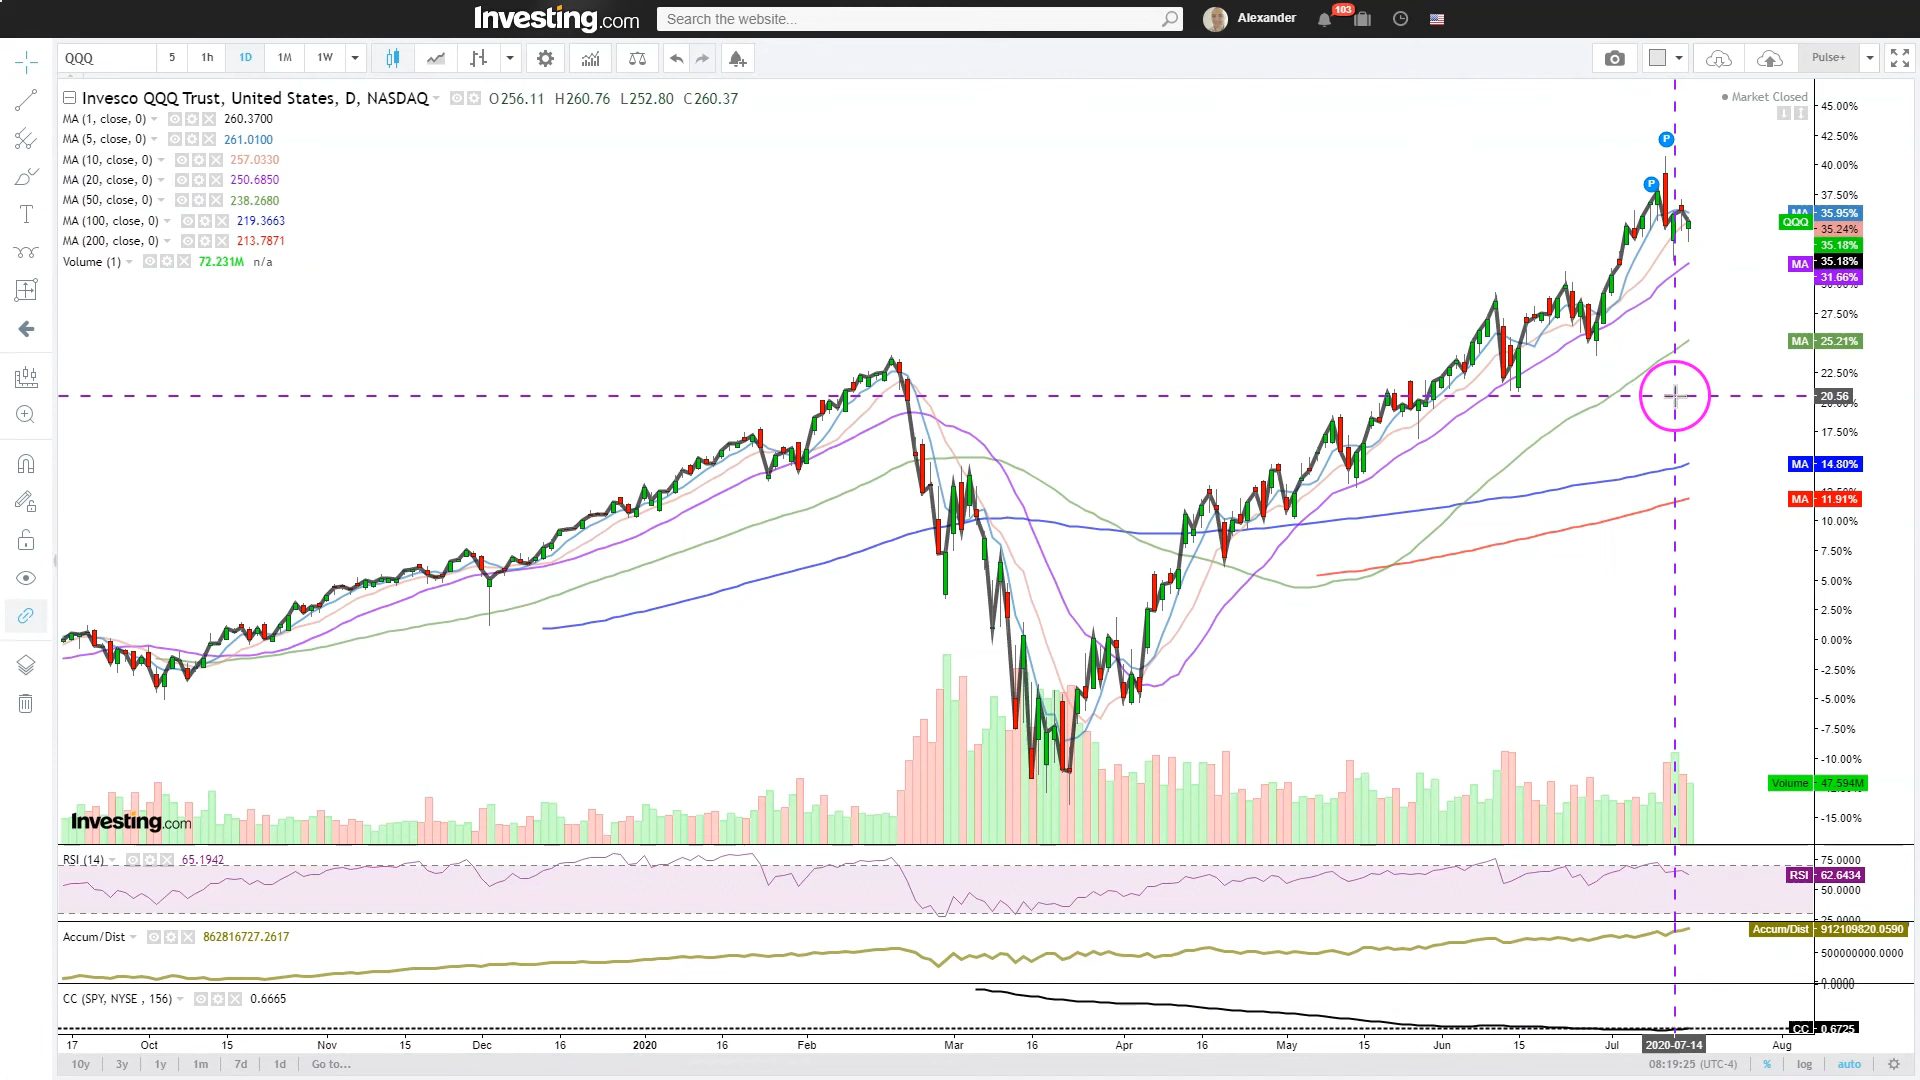 Investing.com
Search the website...
Alexander
103
QQQ
5 1h 1D 1M 1W
Pulse+
Invesco QQQ Trust, United States, D, NASDAQ O256.11 H260.76 L252.80 C260.37
Market Closed
MA (1, close, 0) 260.3700
MA (5, close, 0) 261.0100
MA (10, close, 0) 257.0330
MA (20, close, 0) 250.6850
MA (50, close, 0) 238.2680
MA (100, close, 0) 219.3663
MA (200, close, 0) 213.7871
Volume (1) 72.231M n/a
P
P
45.00%
42.50%
40.00%
37.50%
MA 35.95%
QQQ
35.24%
35.18%
MA 35.18%
31.66%
27.50%
MA 25.21%
22.50%
20.56
17.50%
MA 14.80%
MA 11.91%
10.00%
7.50%
5.00%
2.50%
0.00%
-2.50%
-5.00%
-7.50%
-10.00%
Volume 47.594M
-15.00%
Investing.com
RSI (14) 65.1942
75.0000
RSI 62.6434
50.0000
25.0000
Accum/Dist 862816727.2617
Accum/Dist 912109820.0590
500000000.0000
CC (SPY, NYSE , 156) 0.6665
CC 0.6725
17 Oct 15 Nov 15 Dec 16 2020 16 Feb Mar 16 Apr 16 May 16 Jun 15 Jul 2020-07-14 Aug
10y 3y 1y 1m 7d 1d Go to...
08:19:25 (UTC-4) % log auto